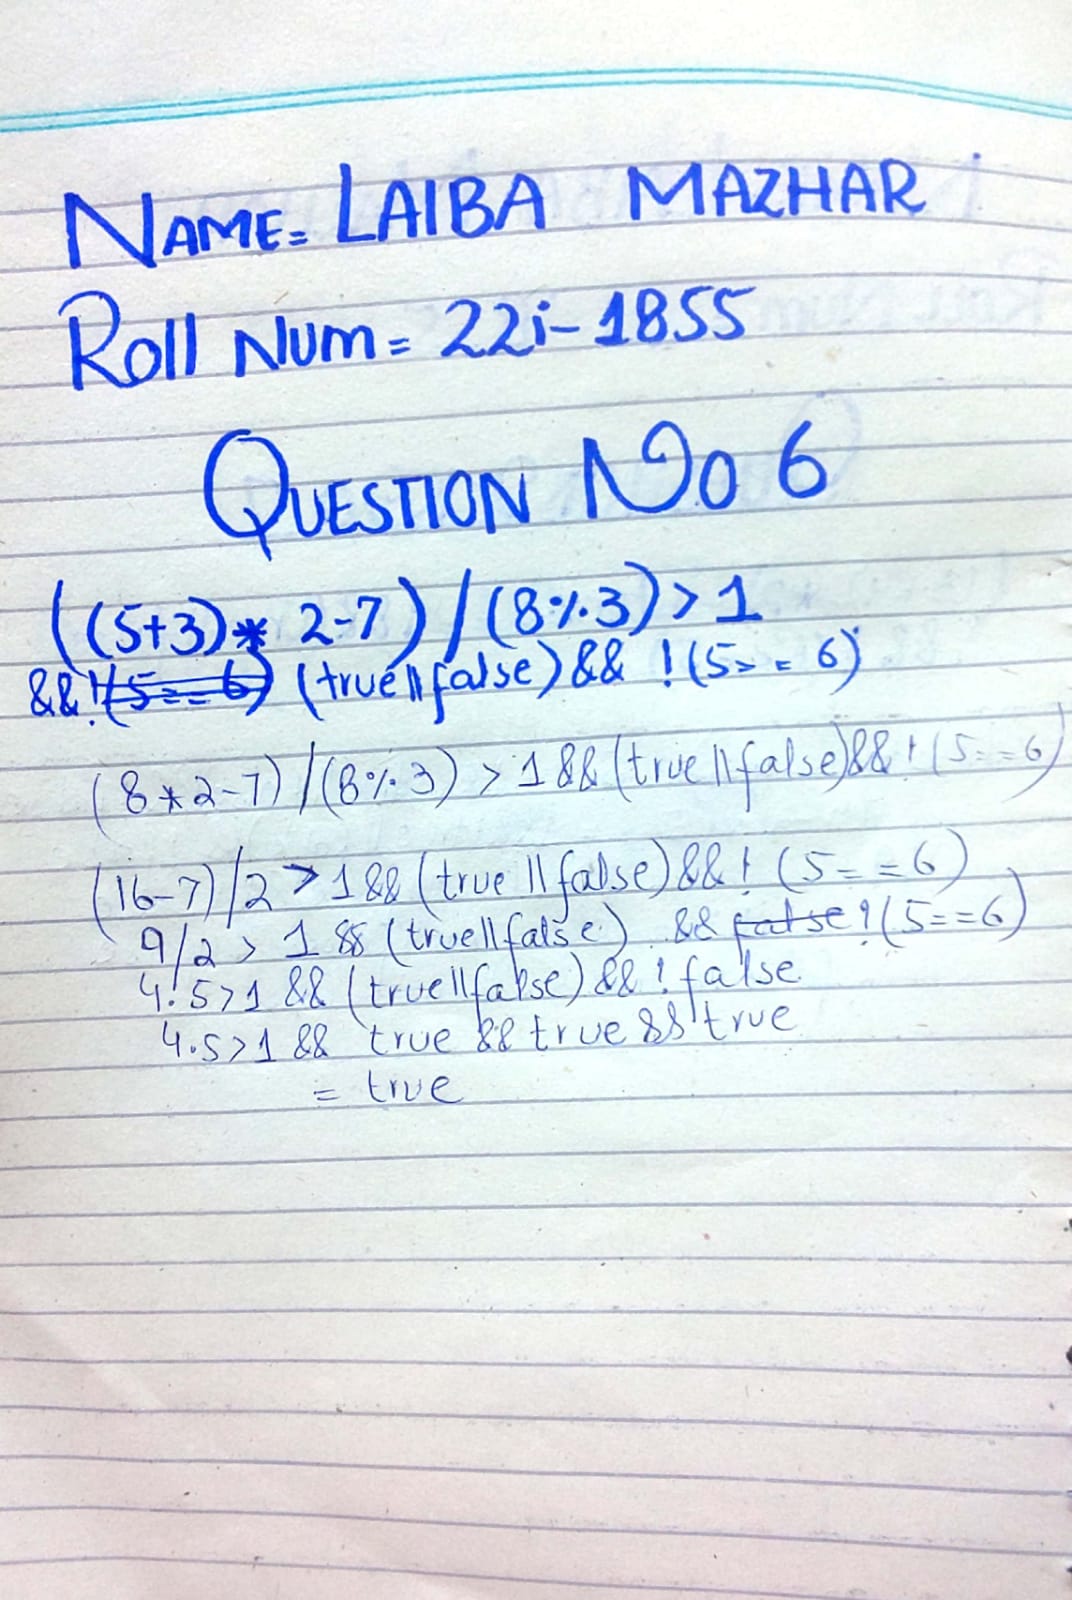 NAME= LAIBA MAZHAR
Roll Num = 22i-1855
QUESTION No 6
((5+3)* 2-7)/(8%3)>1
&&!(5==6) (true||false)&& !(5== 6)
(8*2-7)/(8%3) > 1 && (true||false)&& !(5==6)
(16-7)/2 > 1 && (true || false)&& ! (5==6)
9/2 > 1 && (true||false) && false !(5==6)
4.5>1 && (true||false) && ! false
4.5>1 && true && true && true
= true